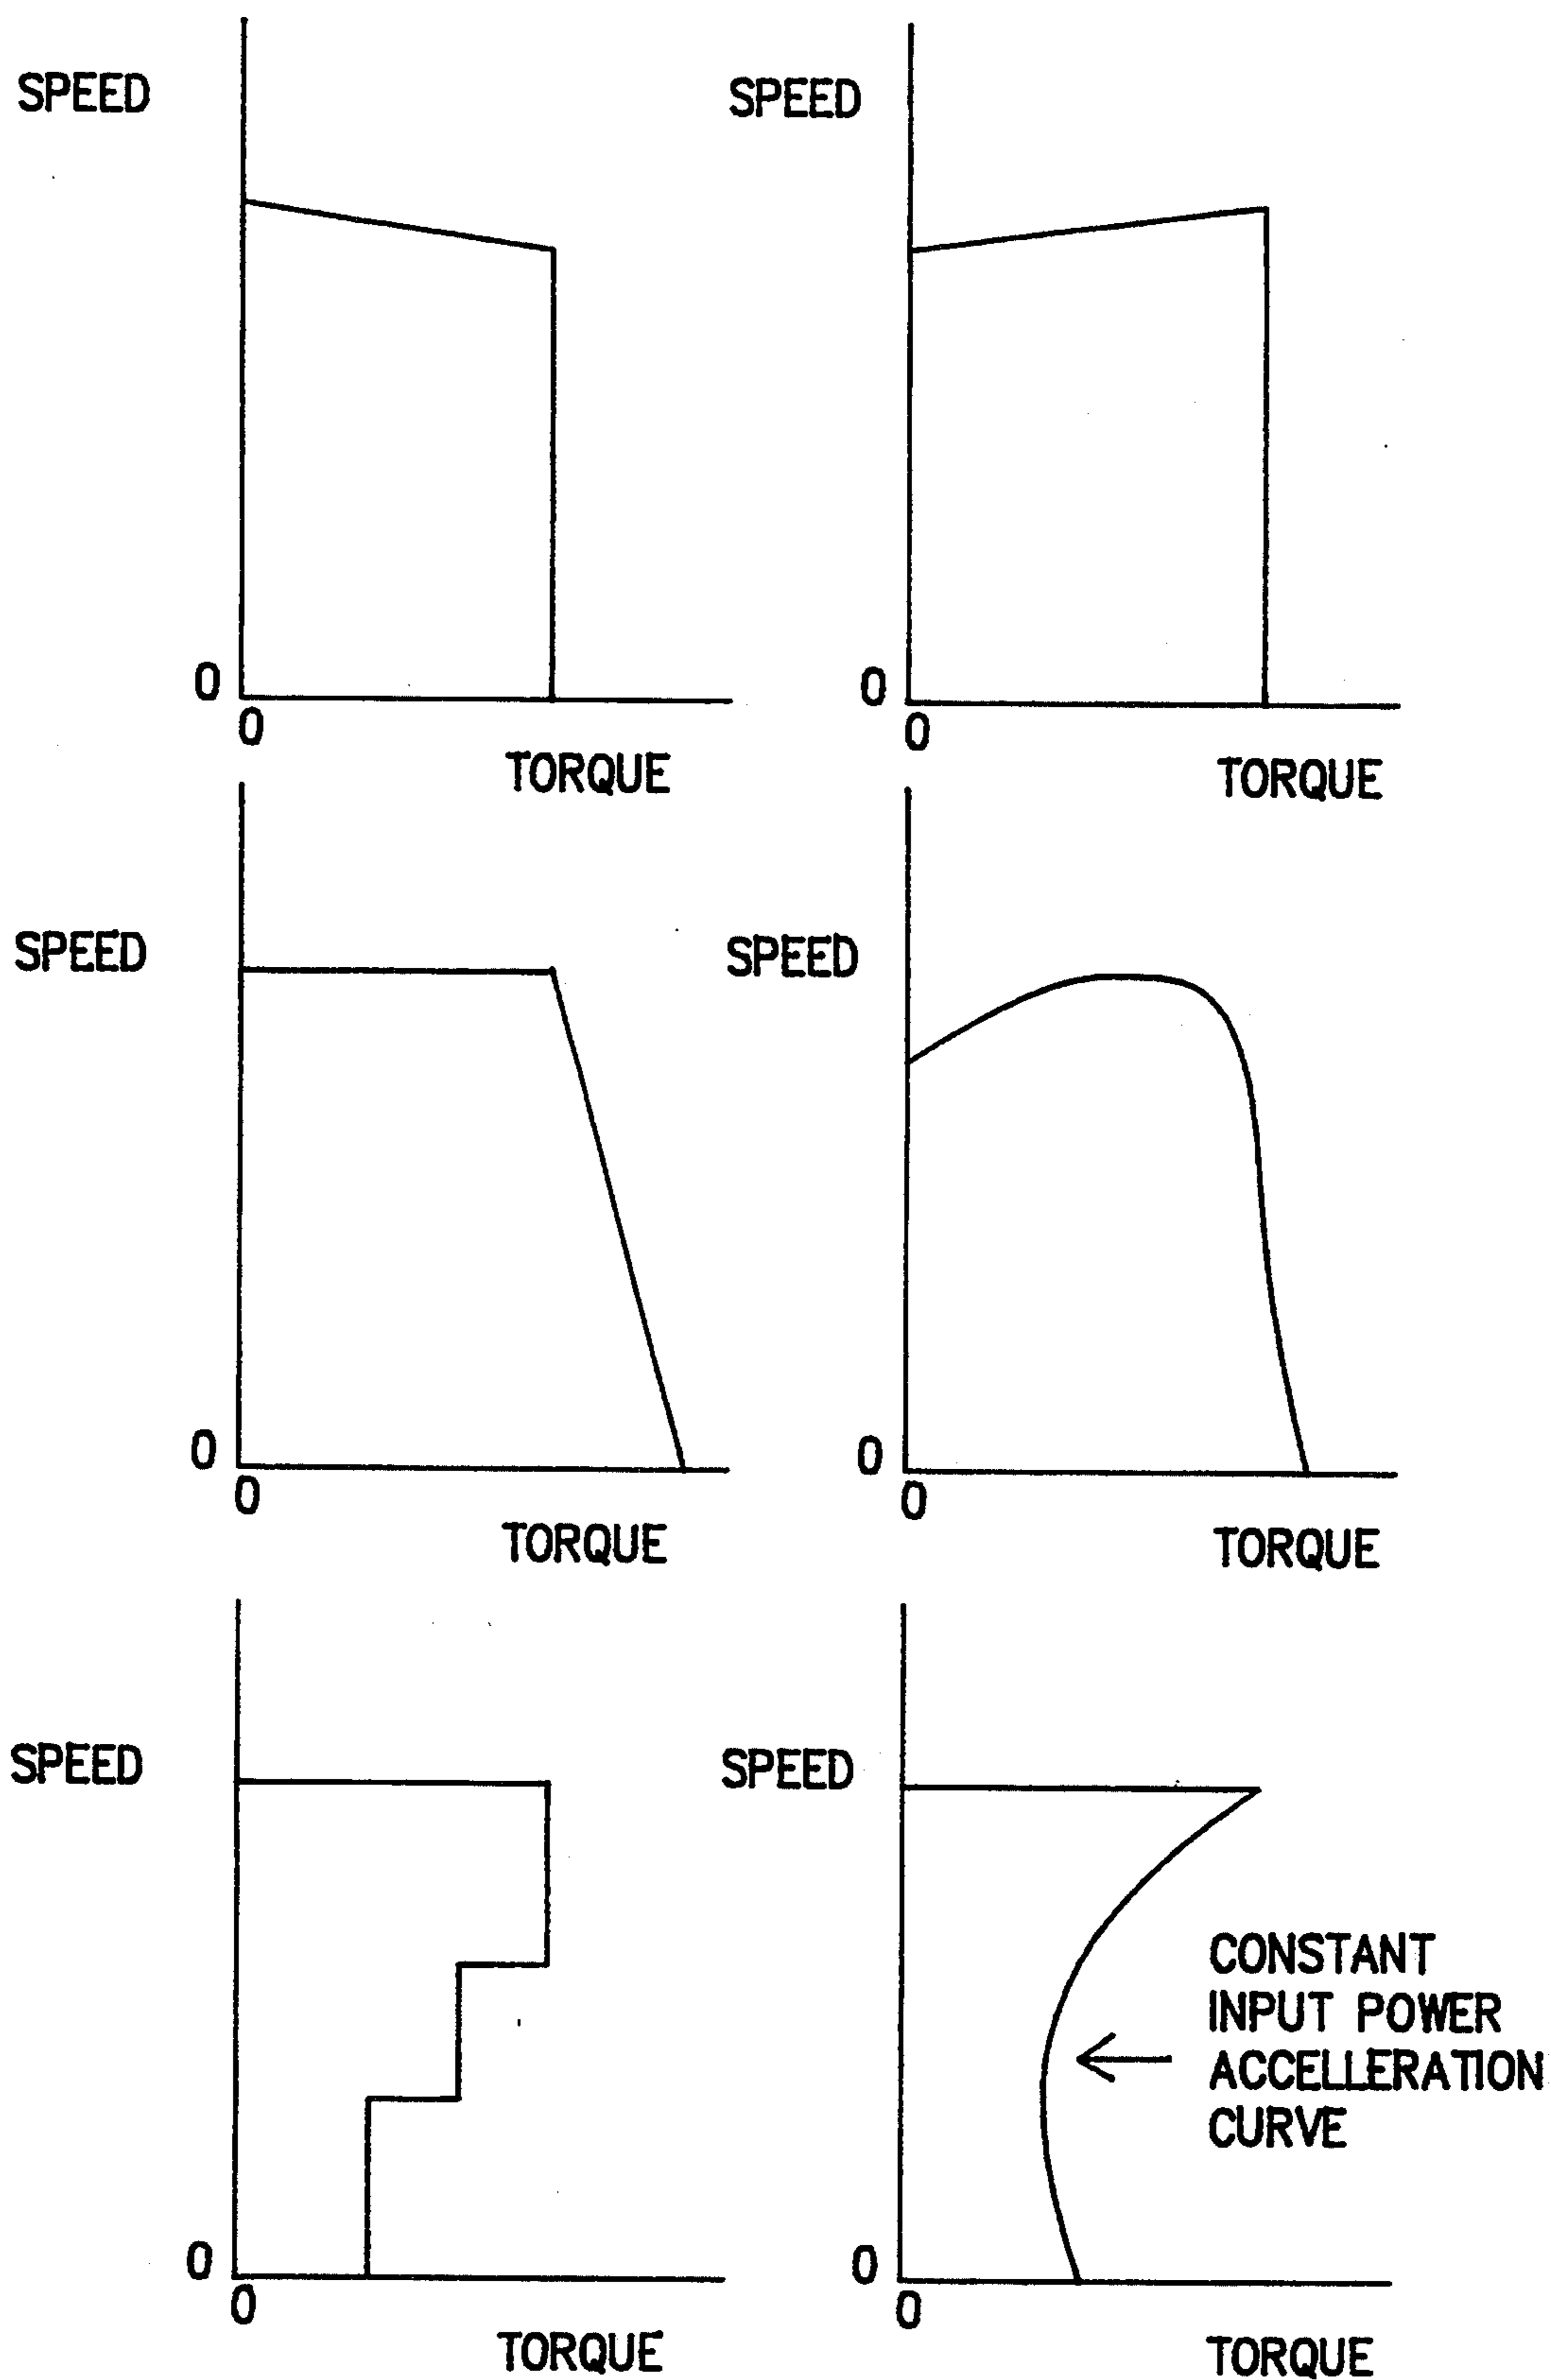 SPEED
0
0
TORQUE
SPEED
0
0
TORQUE
SPEED
0
0
TORQUE
SPEED
0
0
TORQUE
SPEED
0
0
TORQUE
SPEED
CONSTANT
INPUT POWER
ACCELLERATION
CURVE
0
0
TORQUE